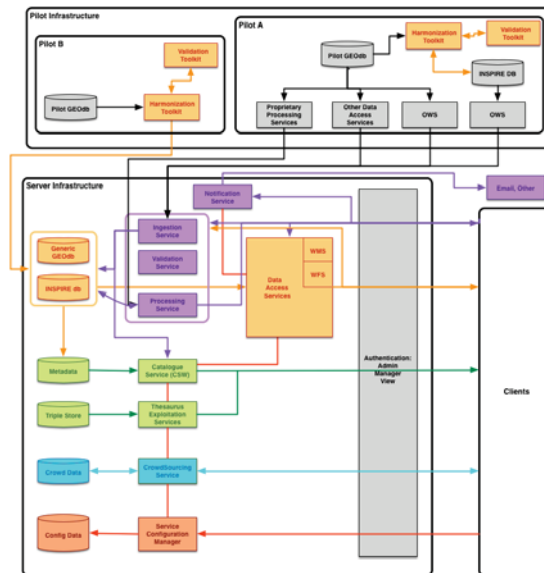 Pilot Infrastructure
Pilot B
Validation
Toolkit
Pilot GEOdb
Harmonization
Toolkit
Pilot A
Pilot GEOdb
Harmonization
Toolkit
Validation
Toolkit
INSPIRE DB
Proprietary
Processing
Services
Other Data
Access
Services
OWS
OWS
Server Infrastructure
Notification
Service
Email, Other
Ingestion
Service
Validation
Service
Processing
Service
Generic
GEOdb
INSPIRE db
Data
Access
Services
WMS
WFS
Metadata
Catalogue
Service (CSW)
Triple Store
Thesaurus
Exploitation
Services
Crowd Data
CrowdSourcing
Service
Config Data
Service
Configuration
Manager
Authentication:
Admin
Manager
View
Clients